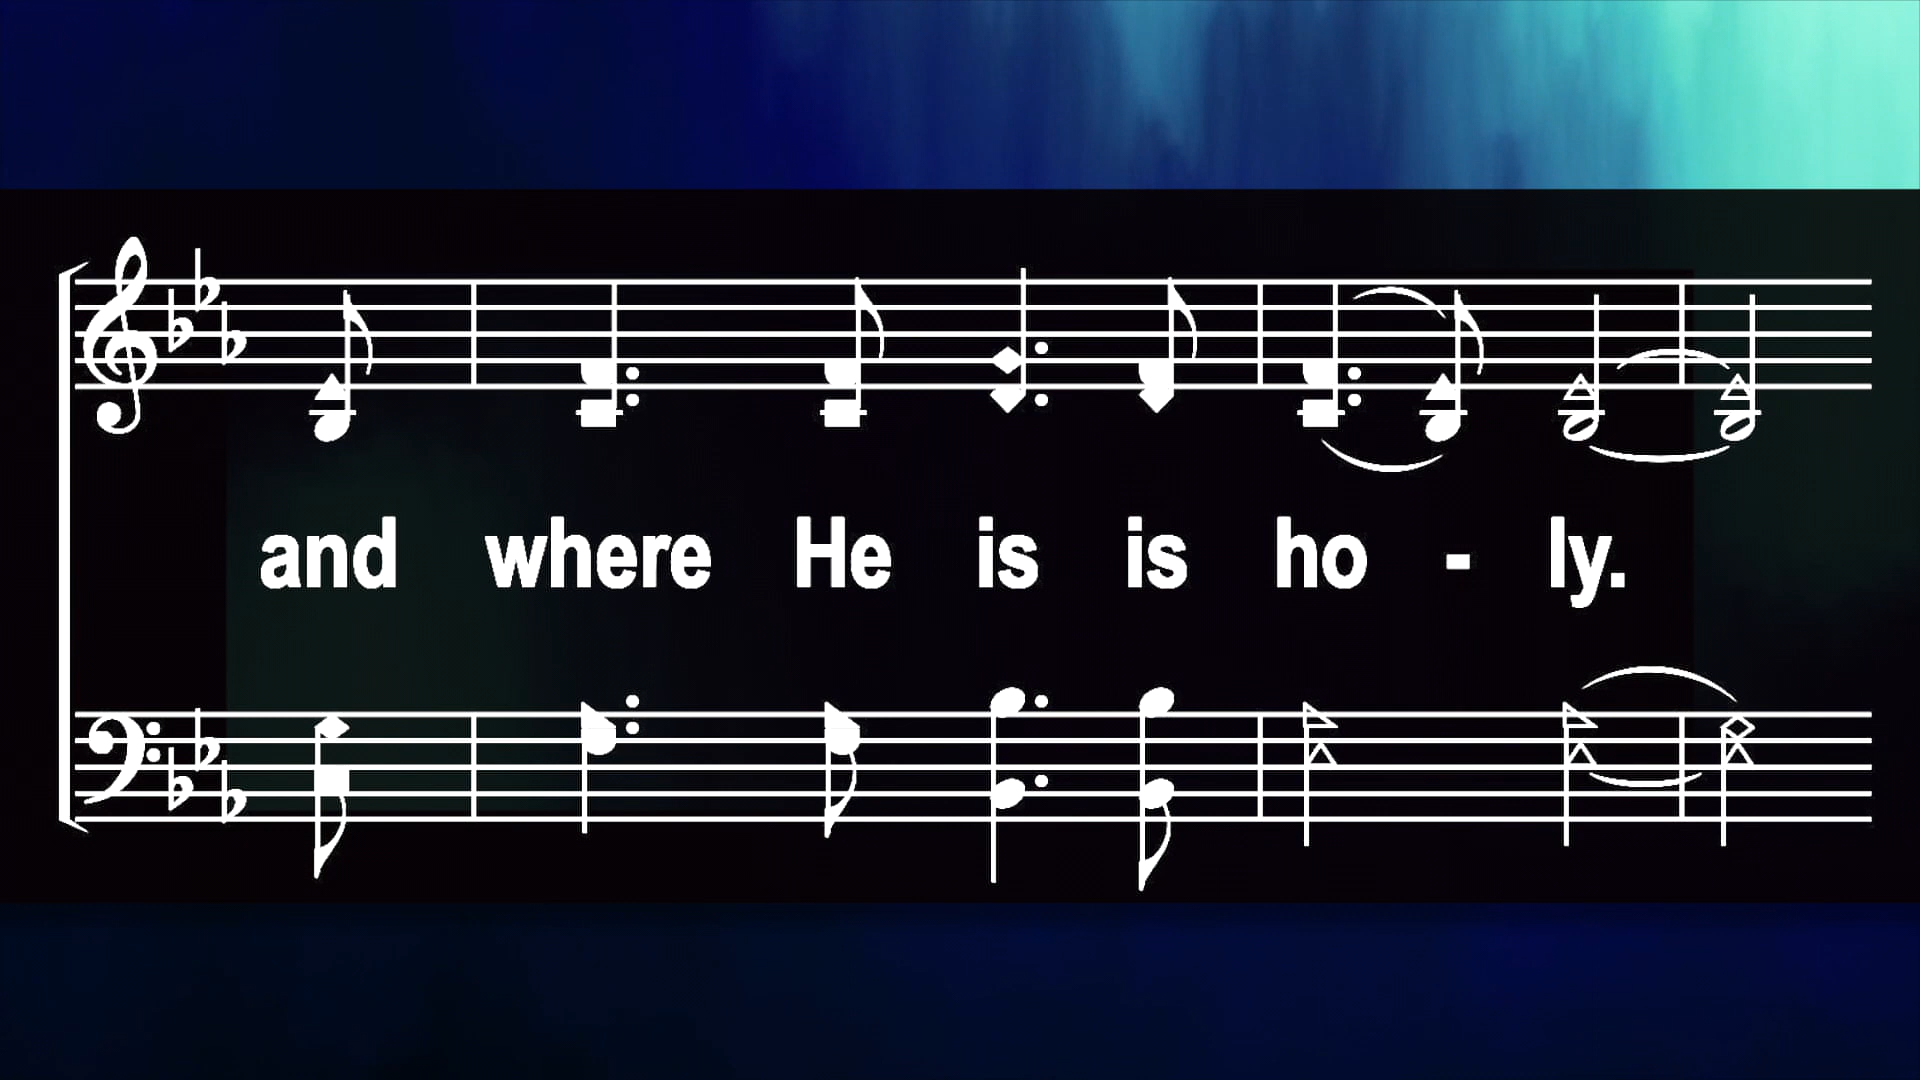 and where He is is ho - ly.